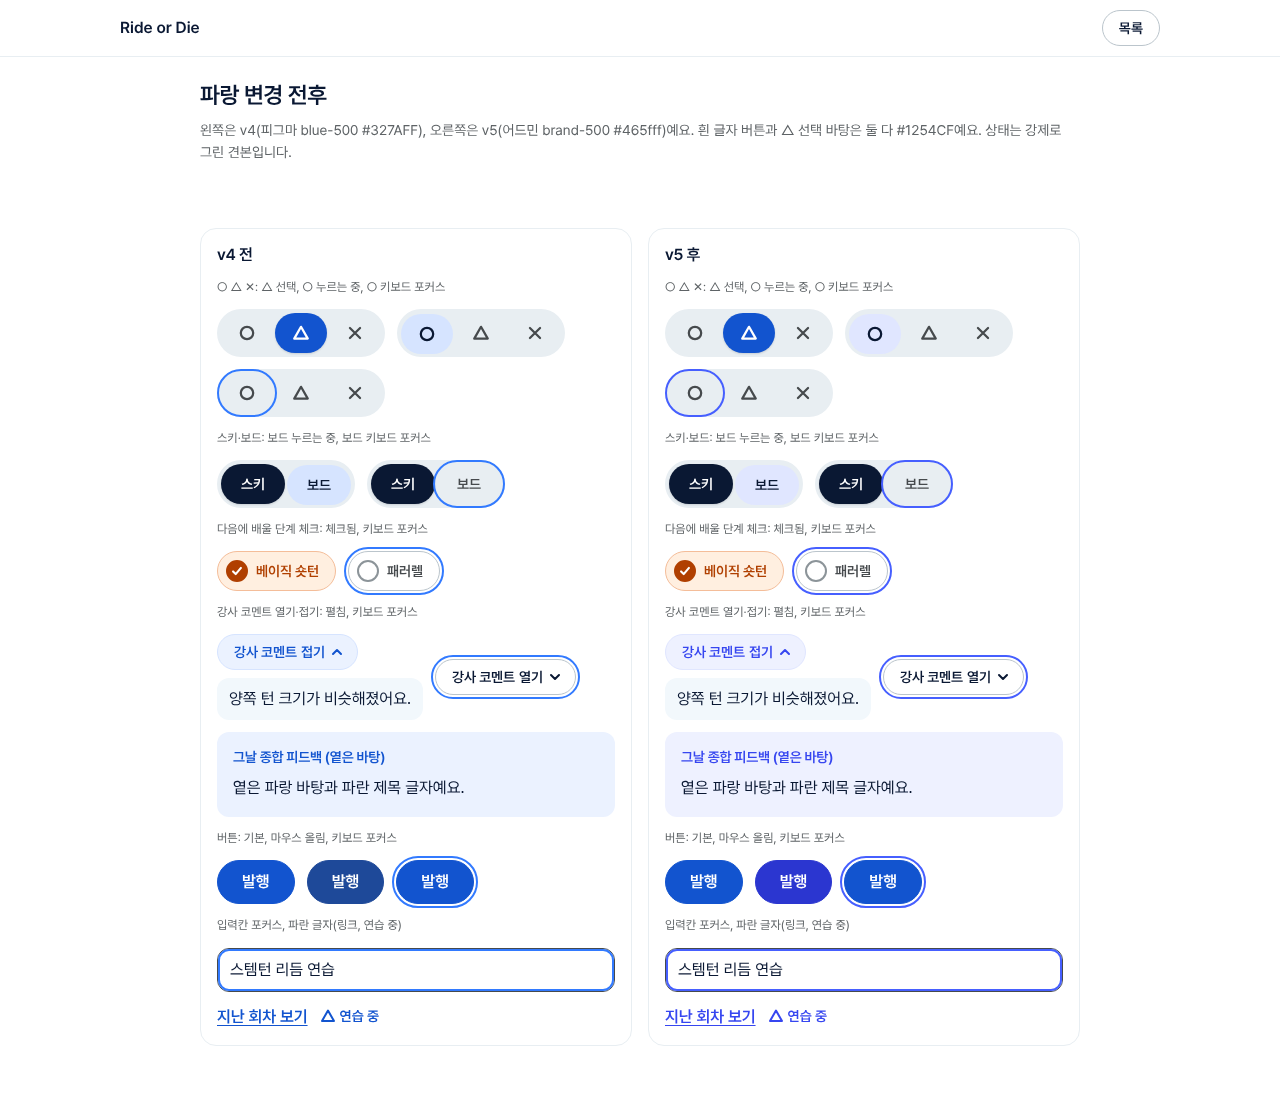 Ride or Die
목록
파랑 변경 전후
왼쪽은 v4(피그마 blue-500 #327AFF), 오른쪽은 v5(어드민 brand-500 #465fff)예요. 흰 글자 버튼과 △ 선택 바탕은 둘 다 #1254CF예요. 상태는 강제로
그린 견본입니다.
v4 전
○ △ ✕: △ 선택, ○ 누르는 중, ○ 키보드 포커스
○ △ ✕ ○ △ ✕
○ △ ✕
스키·보드: 보드 누르는 중, 보드 키보드 포커스
스키 보드 스키 보드
다음에 배울 단계 체크: 체크됨, 키보드 포커스
베이직 숏턴 패러렐
강사 코멘트 열기·접기: 펼침, 키보드 포커스
강사 코멘트 접기
강사 코멘트 열기
양쪽 턴 크기가 비슷해졌어요.
그날 종합 피드백 (옅은 바탕)
옅은 파랑 바탕과 파란 제목 글자예요.
버튼: 기본, 마우스 올림, 키보드 포커스
발행 발행 발행
입력칸 포커스, 파란 글자(링크, 연습 중)
스템턴 리듬 연습
지난 회차 보기 △ 연습 중
v5 후
○ △ ✕: △ 선택, ○ 누르는 중, ○ 키보드 포커스
○ △ ✕ ○ △ ✕
○ △ ✕
스키·보드: 보드 누르는 중, 보드 키보드 포커스
스키 보드 스키 보드
다음에 배울 단계 체크: 체크됨, 키보드 포커스
베이직 숏턴 패러렐
강사 코멘트 열기·접기: 펼침, 키보드 포커스
강사 코멘트 접기
강사 코멘트 열기
양쪽 턴 크기가 비슷해졌어요.
그날 종합 피드백 (옅은 바탕)
옅은 파랑 바탕과 파란 제목 글자예요.
버튼: 기본, 마우스 올림, 키보드 포커스
발행 발행 발행
입력칸 포커스, 파란 글자(링크, 연습 중)
스템턴 리듬 연습
지난 회차 보기 △ 연습 중